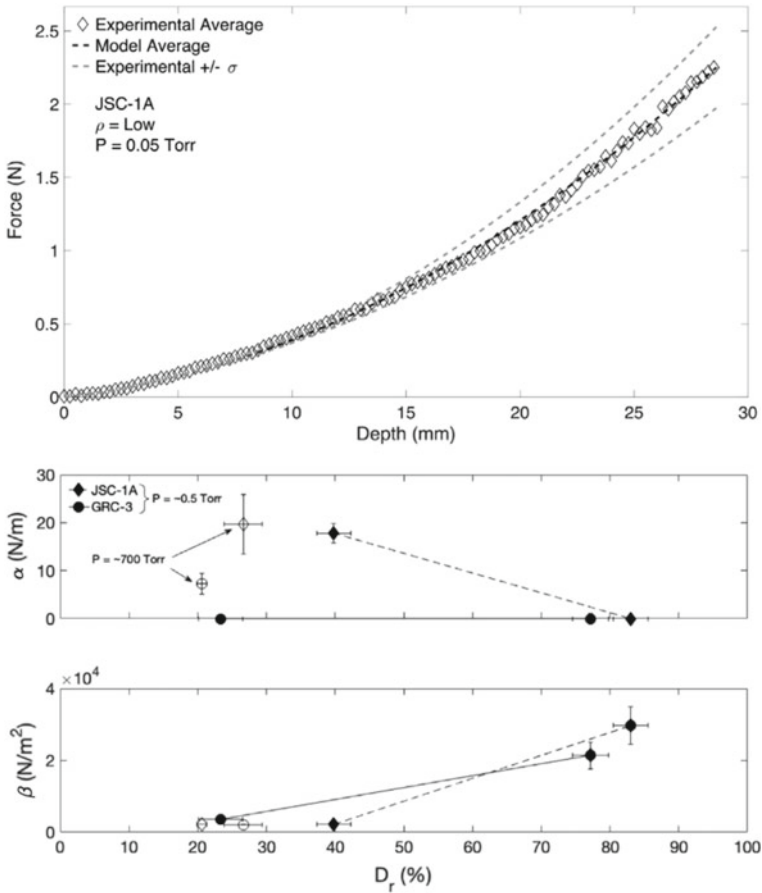 Experimental Average
Model Average
Experimental +/- σ
JSC-1A
ρ = Low
P = 0.05 Torr
Force (N)
2.5
2
1.5
1
0.5
0
0 5 10 15 20 25 30
Depth (mm)
JSC-1A
GRC-3
P = ~0.5 Torr
P = ~700 Torr
α (N/m)
30
20
10
0
×10⁴
β (N/m²)
4
2
0
0 10 20 30 40 50 60 70 80 90 100
Dr (%)